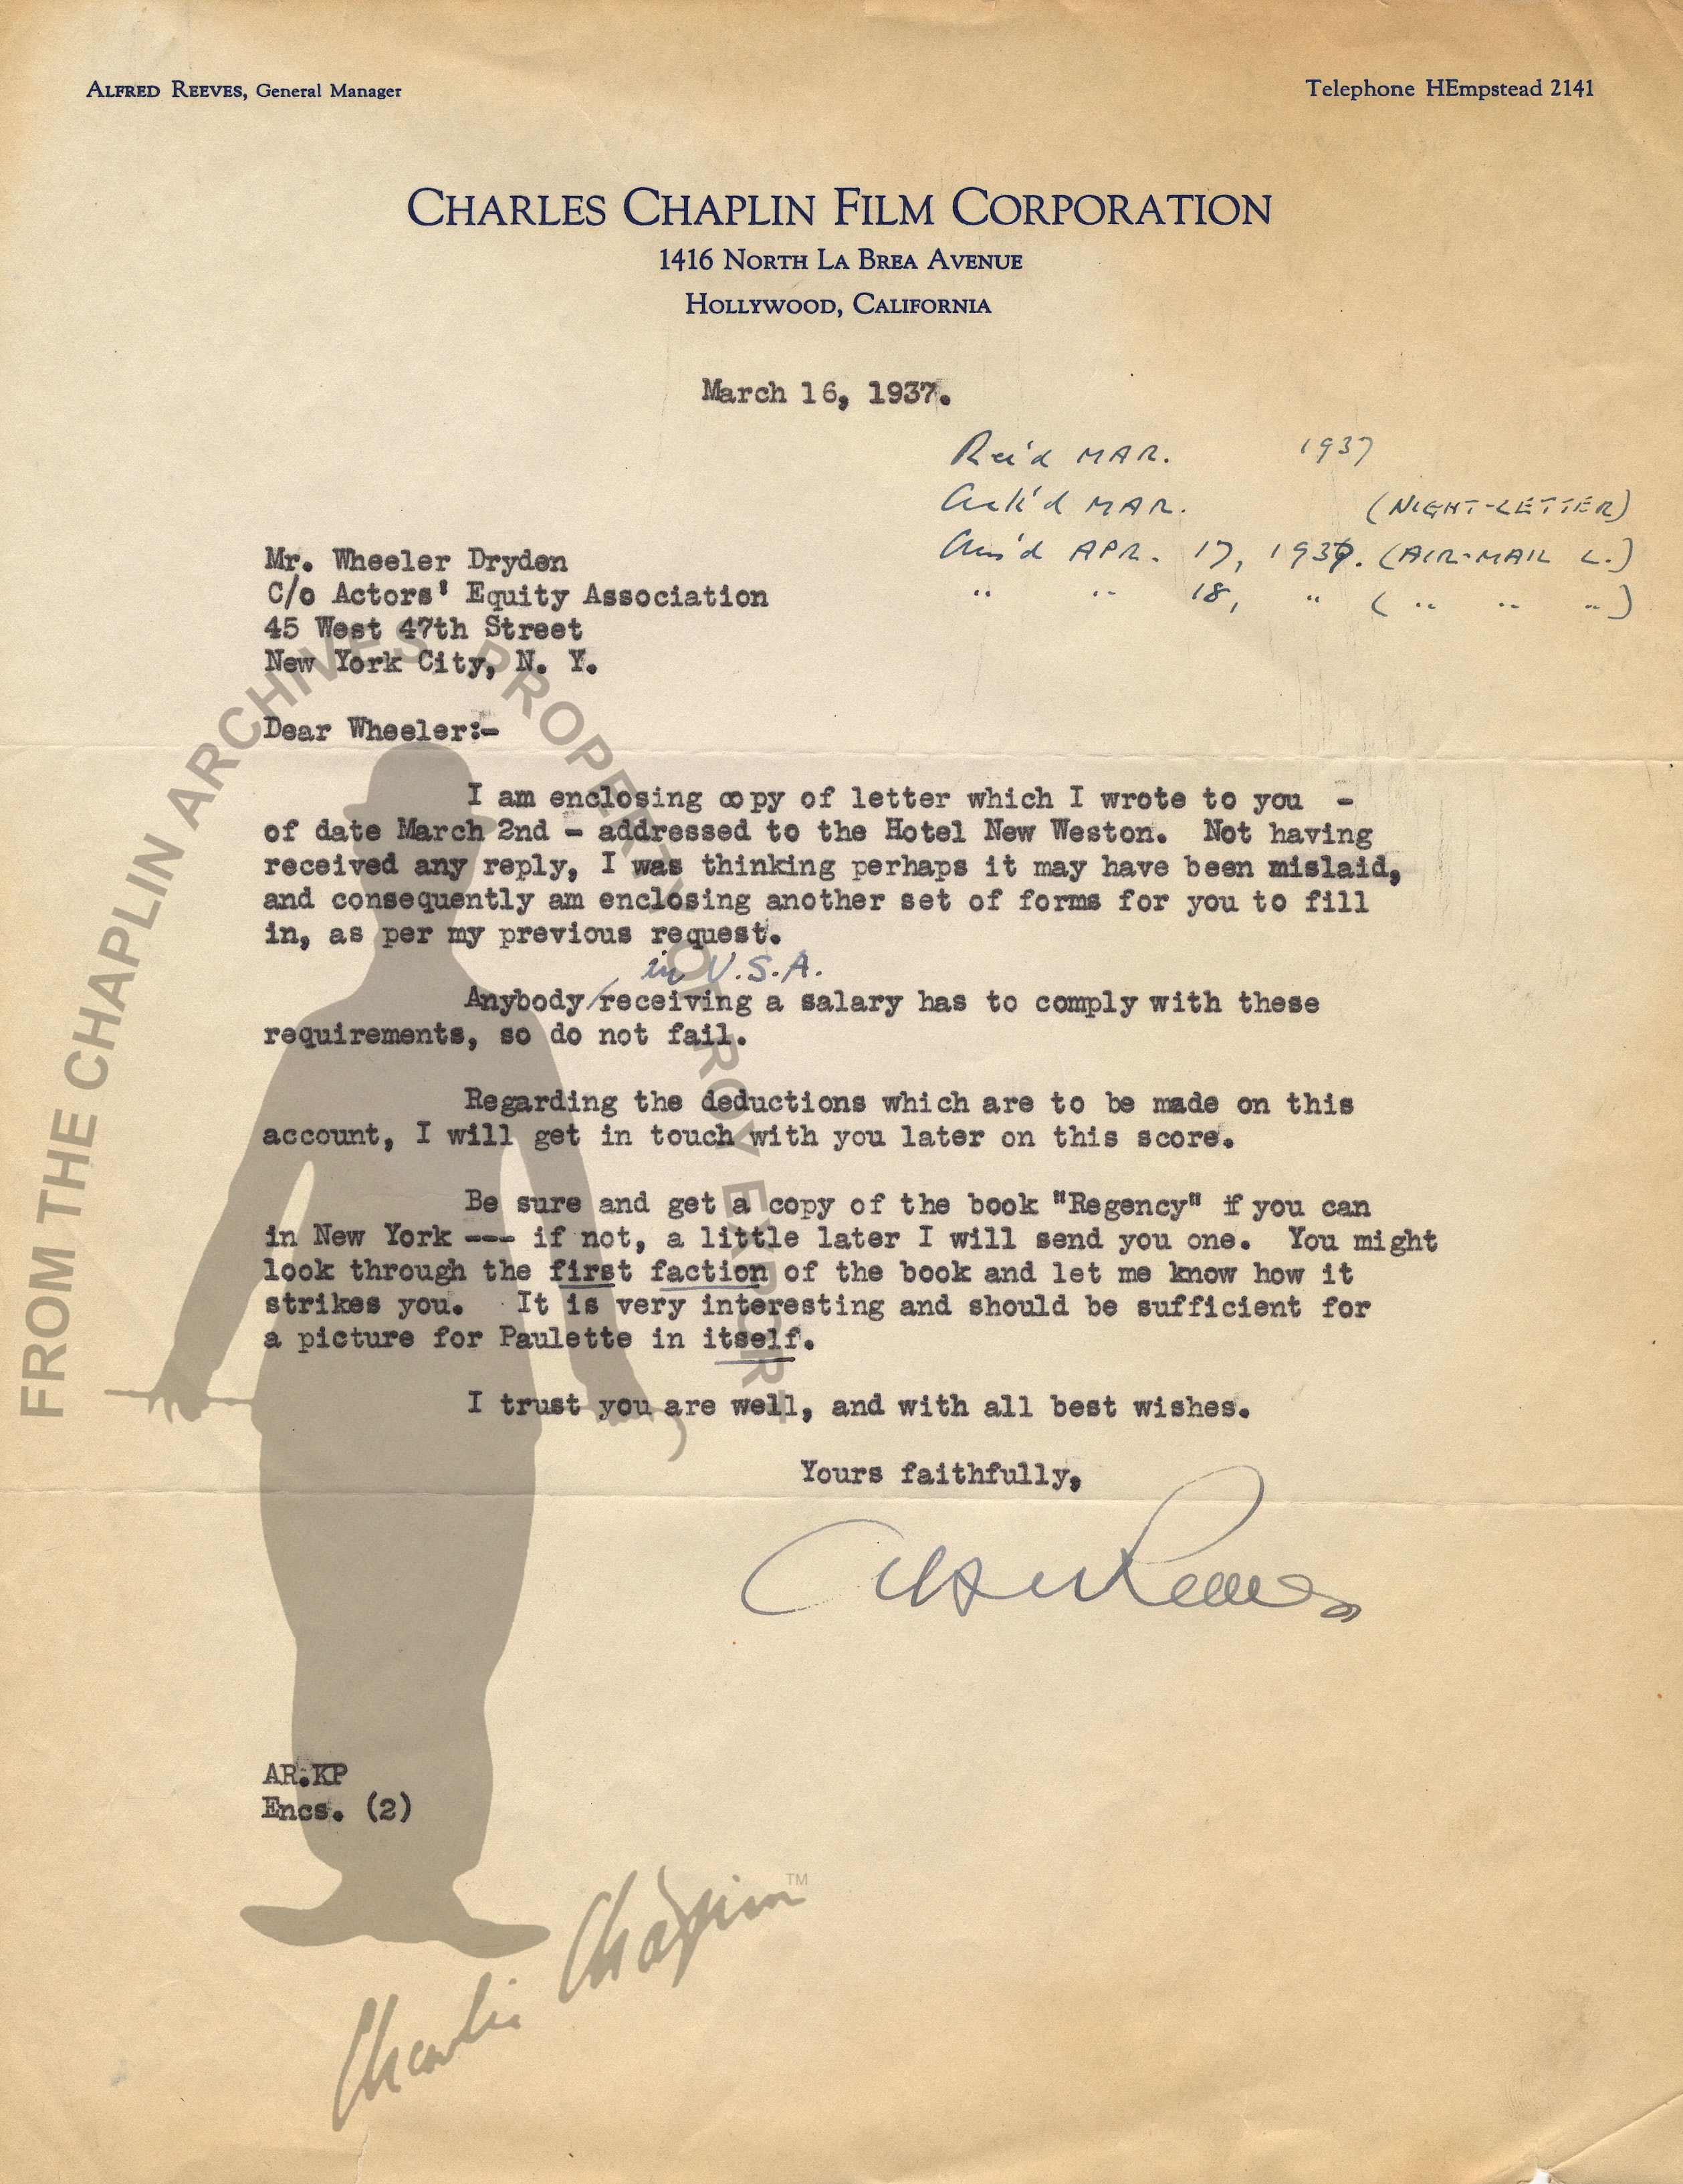 ALFRED REEVES, General Manager
Telephone HEmpstead 2141
CHARLES CHAPLIN FILM CORPORATION
1416 NORTH LA BREA AVENUE
HOLLYWOOD, CALIFORNIA
March 16, 1937.
Rec'd MAR. 1937
Ack'd MAR. (NIGHT-LETTER)
Ans'd APR. 17, 1937. (AIR-MAIL L.)
" " 18, " ( " " " )
Mr. Wheeler Dryden
C/o Actors' Equity Association
45 West 47th Street
New York City, N. Y.
Dear Wheeler:-
I am enclosing copy of letter which I wrote to you -
of date March 2nd - addressed to the Hotel New Weston. Not having
received any reply, I was thinking perhaps it may have been mislaid,
and consequently am enclosing another set of forms for you to fill
in, as per my previous request.
in U.S.A.
Anybody/receiving a salary has to comply with these
requirements, so do not fail.
Regarding the deductions which are to be made on this
account, I will get in touch with you later on this score.
Be sure and get a copy of the book "Regency" if you can
in New York --- if not, a little later I will send you one. You might
look through the first faction of the book and let me know how it
strikes you. It is very interesting and should be sufficient for
a picture for Paulette in itself.
I trust you are well, and with all best wishes.
Yours faithfully,
Alf Reeves
AR.KP
Encs. (2)
FROM THE CHAPLIN ARCHIVES PROPERTY OF ROY EXPORT
Charlie Chaplin™